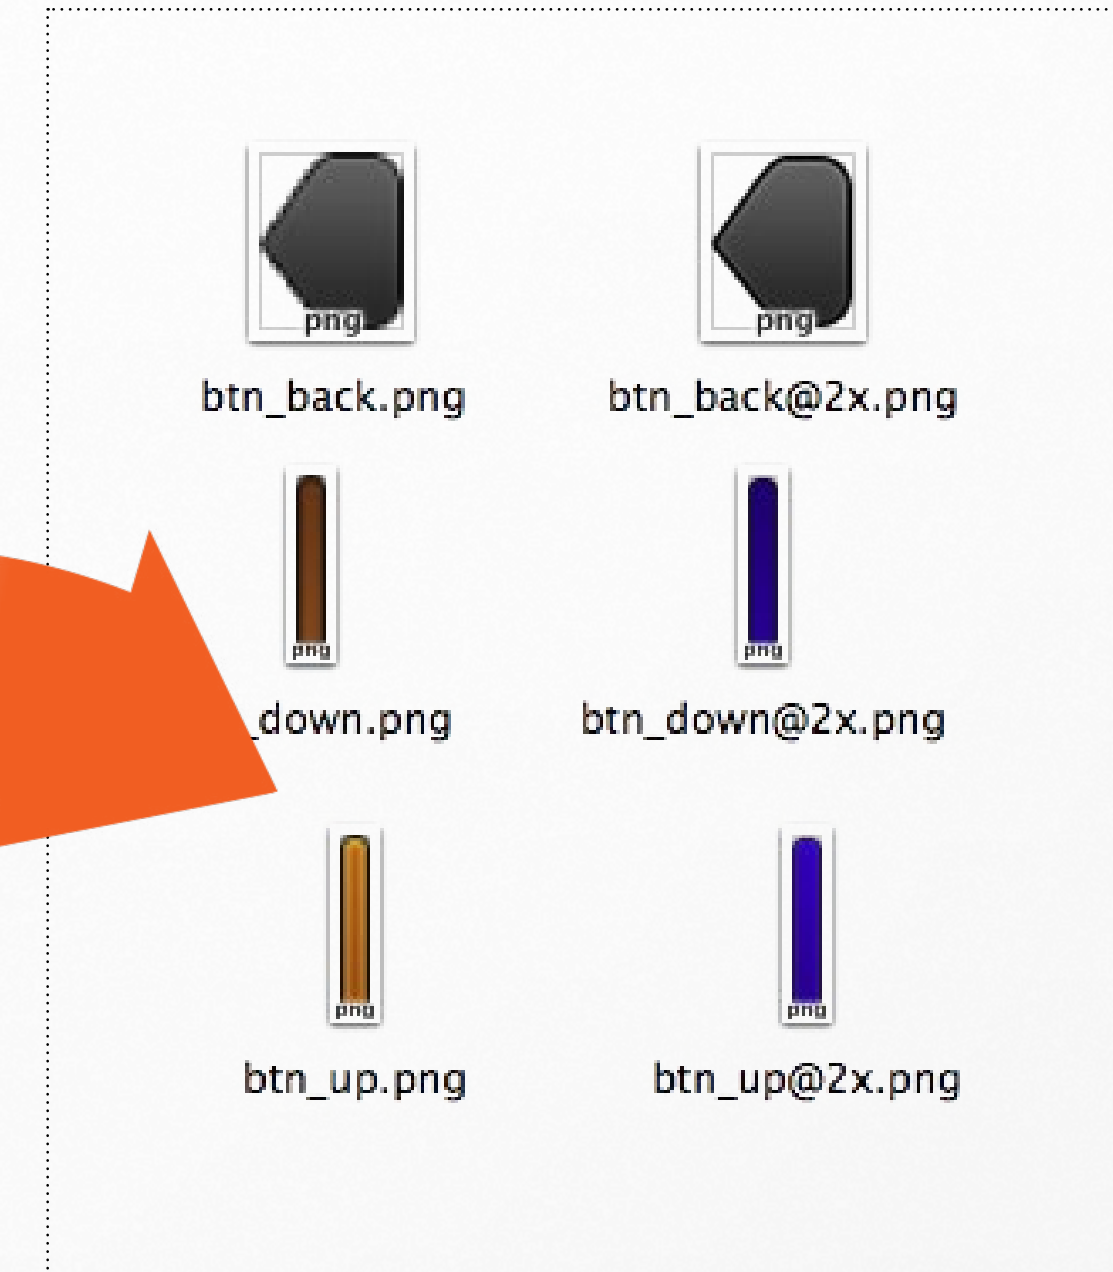 png png
btn_back.png btn_back@2x.png
png png
_down.png btn_down@2x.png
png png
btn_up.png btn_up@2x.png